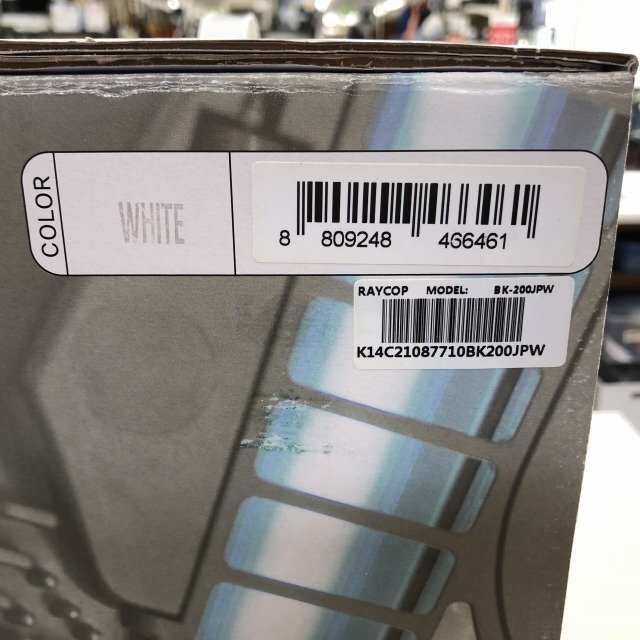 COLOR
WHITE
8 809248 466461
RAYCOP MODEL: BK-200JPW
K14C21087710BK200JPW